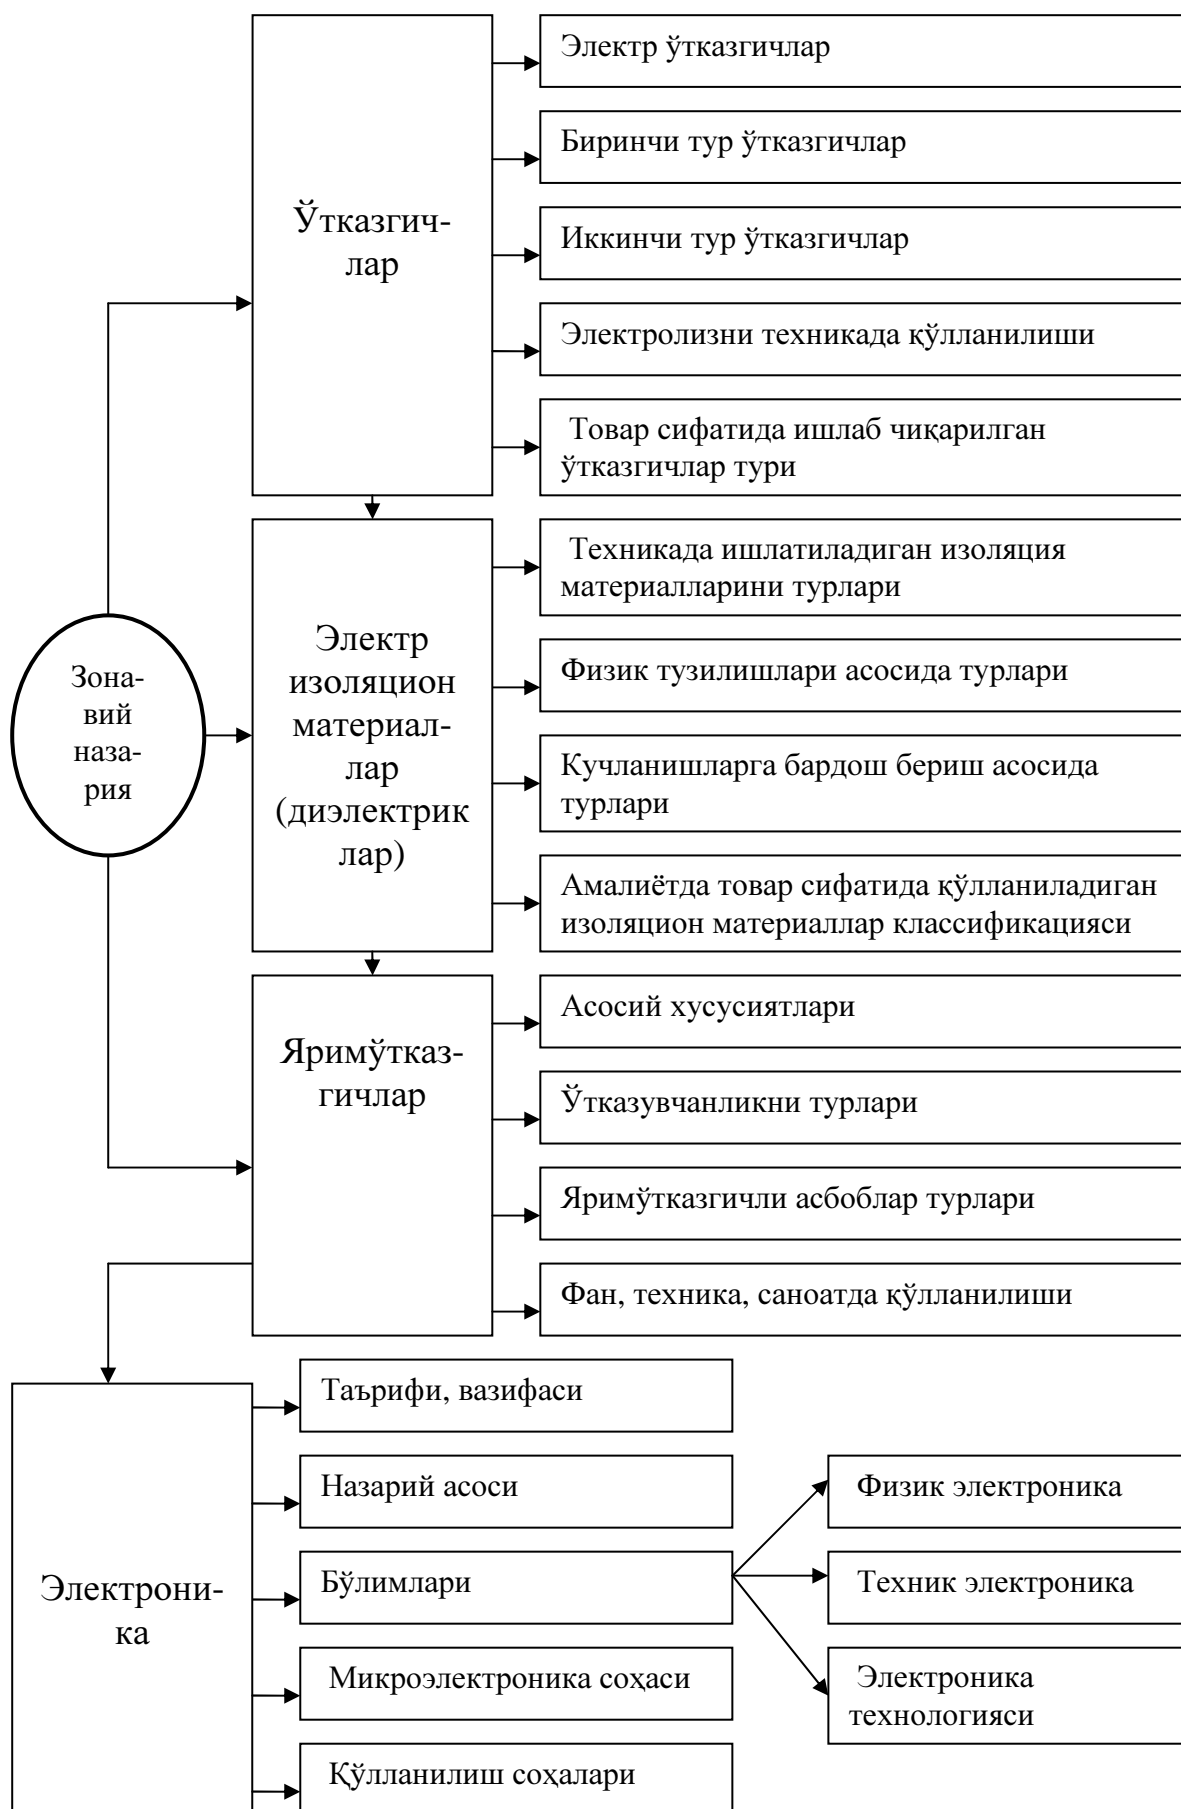 Электр ўтказгичлар
Биринчи тур ўтказгичлар
Ўтказгич-
лар
Иккинчи тур ўтказгичлар
Электролизни техникада қўлланилиши
Товар сифатида ишлаб чиқарилган
ўтказгичлар тури
Зона-
вий
наза-
рия
Электр
изоляцион
материал-
лар
(диэлектрик
лар)
Техникада ишлатиладиган изоляция
материалларини турлари
Физик тузилишлари асосида турлари
Кучланишларга бардош бериш асосида
турлари
Амалиётда товар сифатида қўлланиладиган
изоляцион материаллар классификацияси
Яримўтказ-
гичлар
Асосий хусусиятлари
Ўтказувчанликни турлари
Яримўтказгичли асбоблар турлари
Фан, техника, саноатда қўлланилиши
Электрони-
ка
Таърифи, вазифаси
Назарий асоси
Бўлимлари
Микроэлектроника соҳаси
Қўлланилиш соҳалари
Физик электроника
Техник электроника
Электроника
технологияси